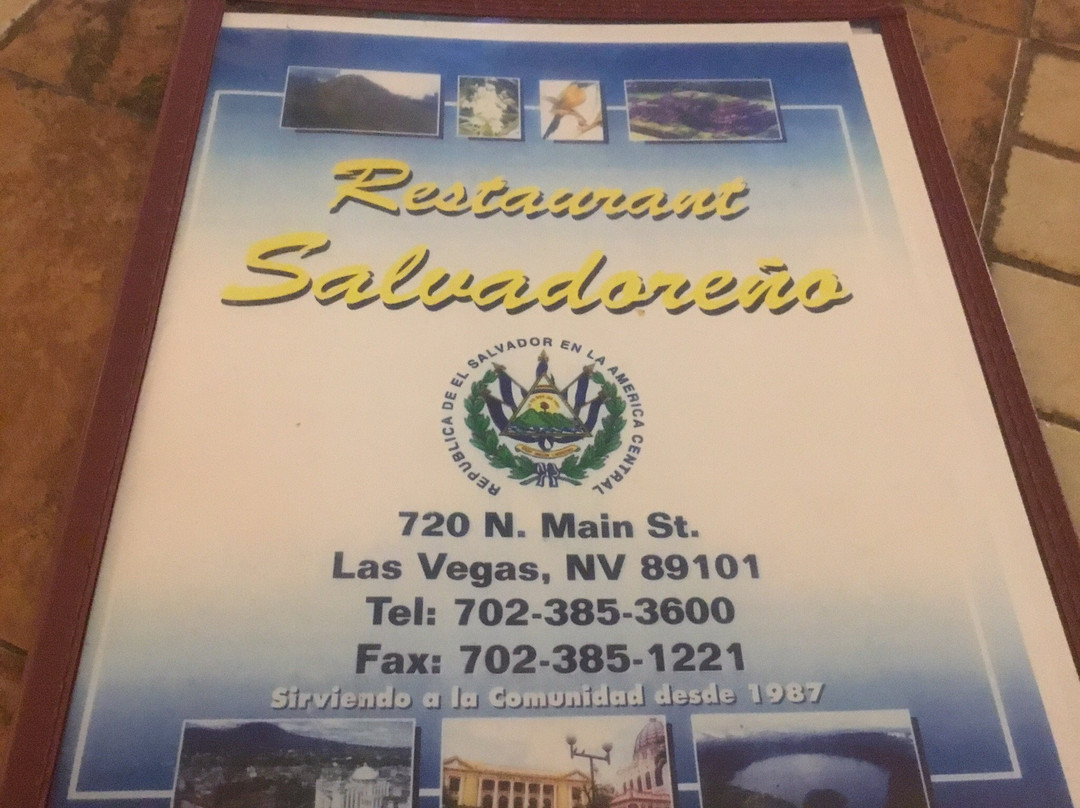 Restaurant
Salvadoreño
REPUBLICA DE EL SALVADOR EN LA AMERICA CENTRAL
720 N. Main St.
Las Vegas, NV 89101
Tel: 702-385-3600
Fax: 702-385-1221
Sirviendo a la Comunidad desde 1987